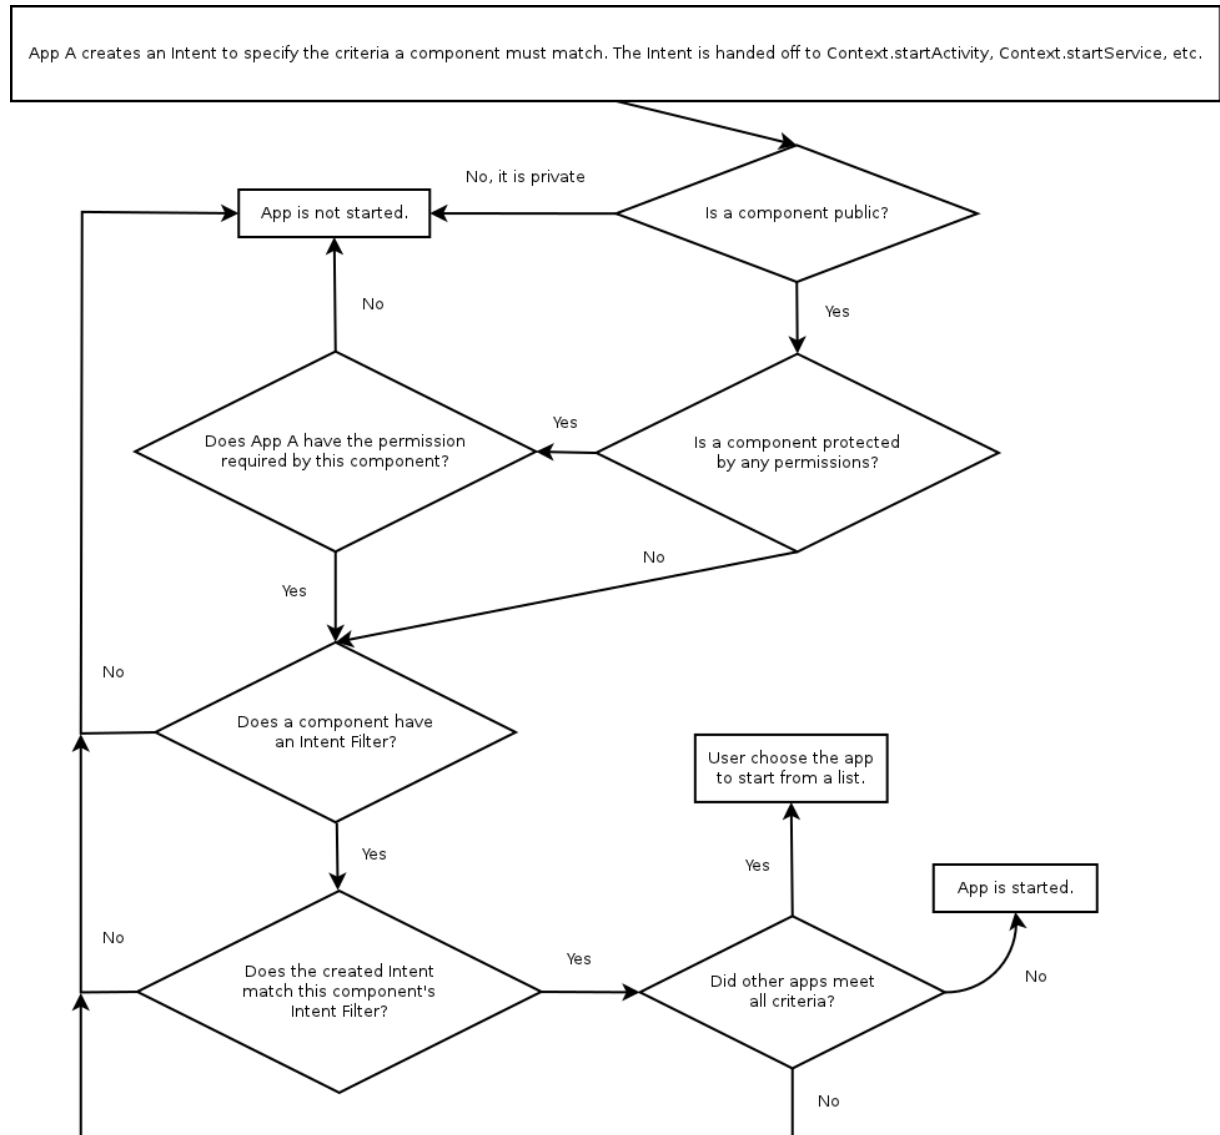 App A creates an Intent to specify the criteria a component must match. The Intent is handed off to Context.startActivity, Context.startService, etc.
No, it is private
App is not started.
Is a component public?
No
Yes
Does App A have the permission
required by this component?
Yes
Is a component protected
by any permissions?
Yes
No
No
Does a component have
an Intent Filter?
User choose the app
to start from a list.
Yes
Yes
App is started.
No
Does the created Intent
match this component's
Intent Filter?
Yes
Did other apps meet
all criteria?
No
No